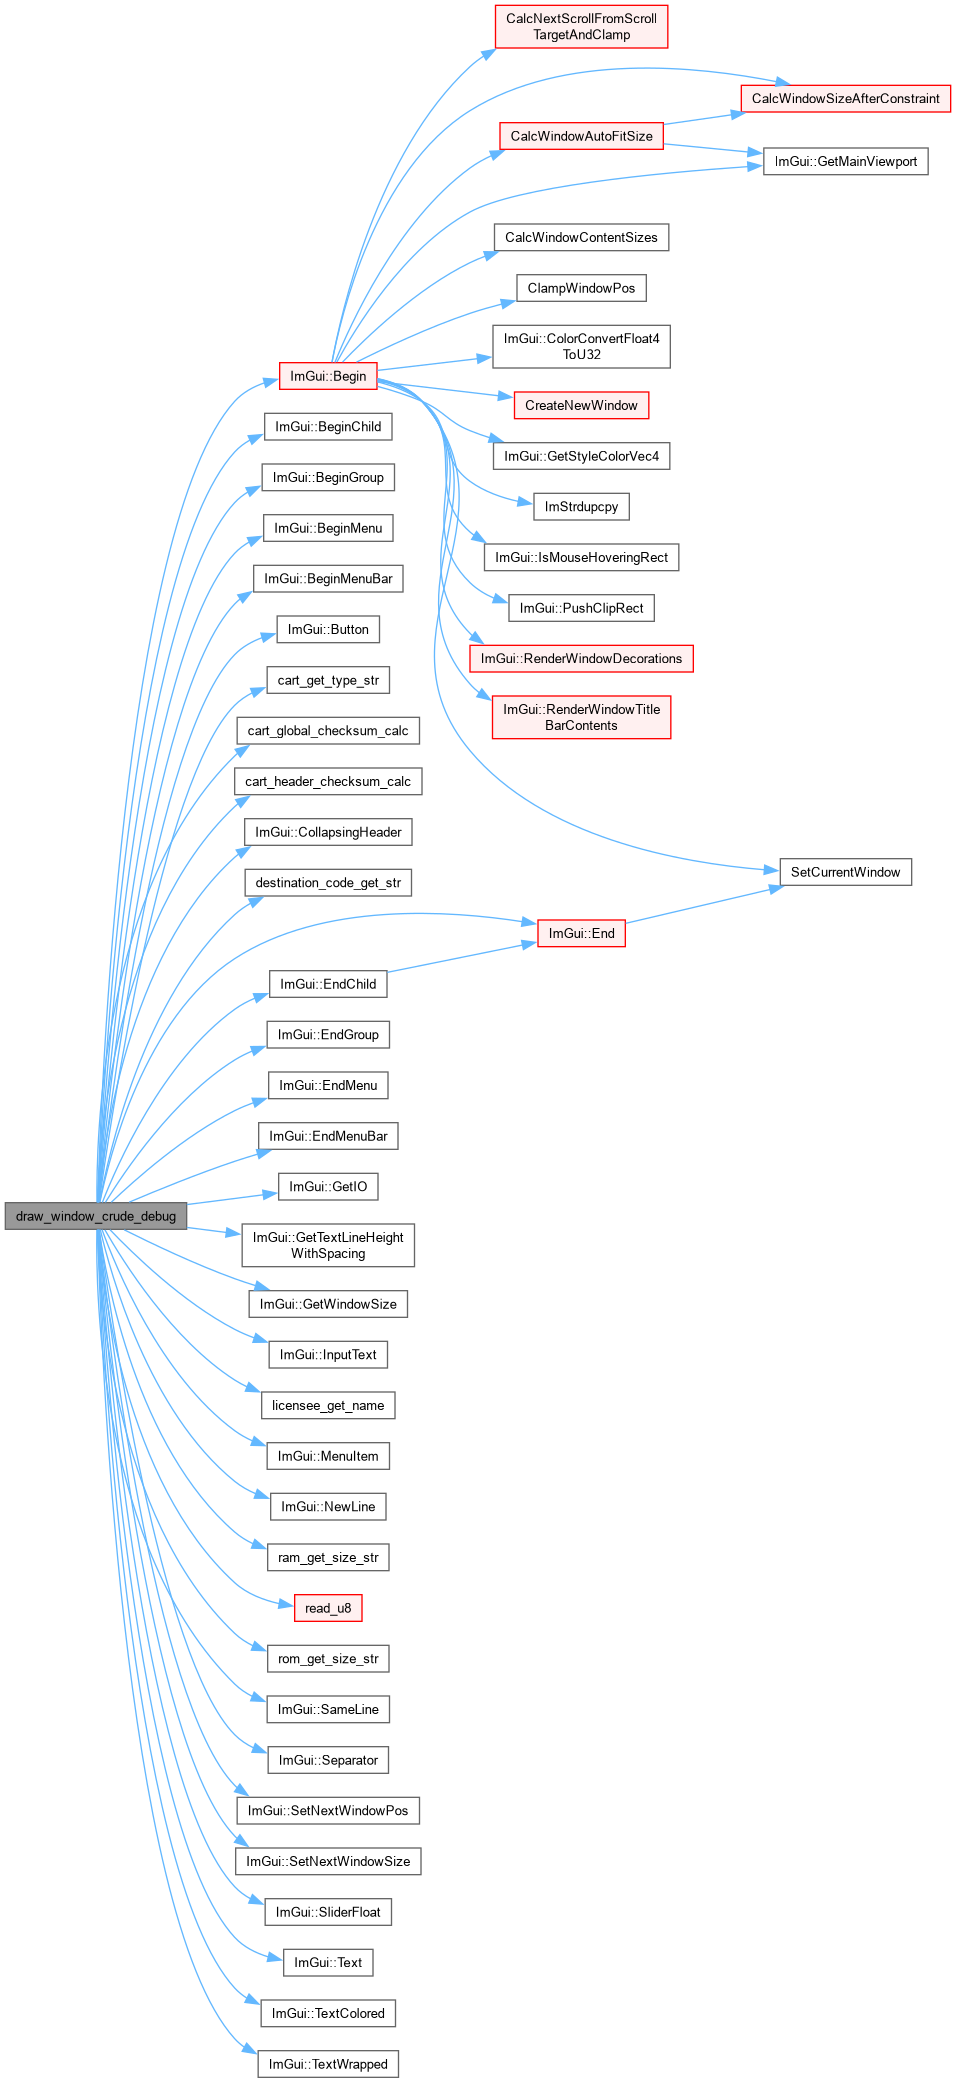 CalcNextScrollFromScroll
TargetAndClamp
CalcWindowSizeAfterConstraint
CalcWindowAutoFitSize
ImGui::GetMainViewport
CalcWindowContentSizes
ClampWindowPos
ImGui::ColorConvertFloat4
ToU32
ImGui::Begin
CreateNewWindow
ImGui::BeginChild
ImGui::GetStyleColorVec4
ImGui::BeginGroup
ImStrdupcpy
ImGui::BeginMenu
ImGui::IsMouseHoveringRect
ImGui::BeginMenuBar
ImGui::PushClipRect
ImGui::Button
ImGui::RenderWindowDecorations
cart_get_type_str
ImGui::RenderWindowTitle
BarContents
cart_global_checksum_calc
cart_header_checksum_calc
ImGui::CollapsingHeader
SetCurrentWindow
destination_code_get_str
ImGui::End
ImGui::EndChild
ImGui::EndGroup
ImGui::EndMenu
ImGui::EndMenuBar
ImGui::GetIO
draw_window_crude_debug
ImGui::GetTextLineHeight
WithSpacing
ImGui::GetWindowSize
ImGui::InputText
licensee_get_name
ImGui::MenuItem
ImGui::NewLine
ram_get_size_str
read_u8
rom_get_size_str
ImGui::SameLine
ImGui::Separator
ImGui::SetNextWindowPos
ImGui::SetNextWindowSize
ImGui::SliderFloat
ImGui::Text
ImGui::TextColored
ImGui::TextWrapped